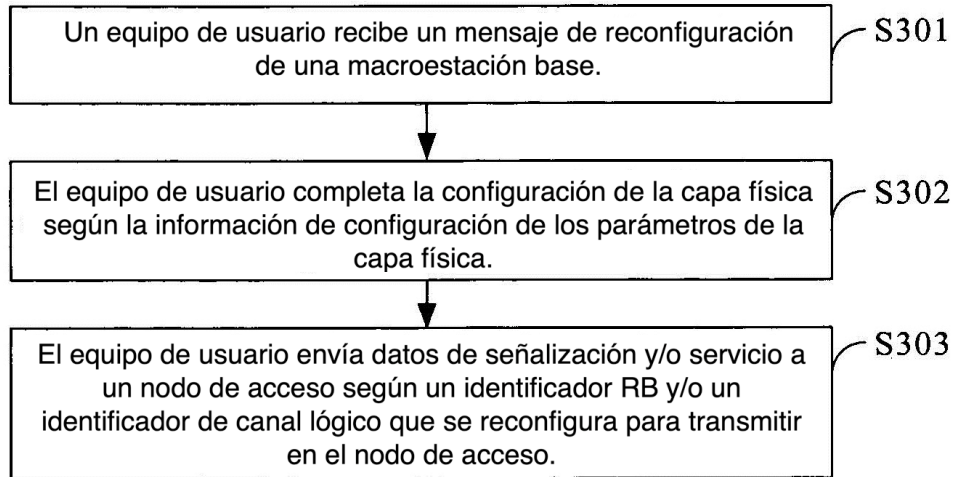 Un equipo de usuario recibe un mensaje de reconfiguración
de una macroestación base.
S301
El equipo de usuario completa la configuración de la capa física
según la información de configuración de los parámetros de la
capa física.
S302
El equipo de usuario envía datos de señalización y/o servicio a
un nodo de acceso según un identificador RB y/o un
identificador de canal lógico que se reconfigura para transmitir
en el nodo de acceso.
S303